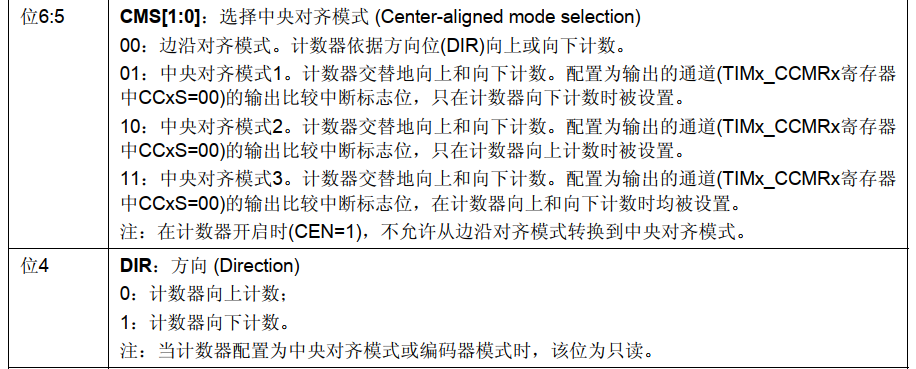 位6:5
CMS[1:0]：选择中央对齐模式 (Center-aligned mode selection)
00：边沿对齐模式。计数器依据方向位(DIR)向上或向下计数。
01：中央对齐模式1。计数器交替地向上和向下计数。配置为输出的通道(TIMx_CCMRx寄存器
中CCxS=00)的输出比较中断标志位，只在计数器向下计数时被设置。
10：中央对齐模式2。计数器交替地向上和向下计数。配置为输出的通道(TIMx_CCMRx寄存器
中CCxS=00)的输出比较中断标志位，只在计数器向上计数时被设置。
11：中央对齐模式3。计数器交替地向上和向下计数。配置为输出的通道(TIMx_CCMRx寄存器
中CCxS=00)的输出比较中断标志位，在计数器向上和向下计数时均被设置。
注：在计数器开启时(CEN=1)，不允许从边沿对齐模式转换到中央对齐模式。
位4
DIR：方向 (Direction)
0：计数器向上计数；
1：计数器向下计数。
注：当计数器配置为中央对齐模式或编码器模式时，该位为只读。